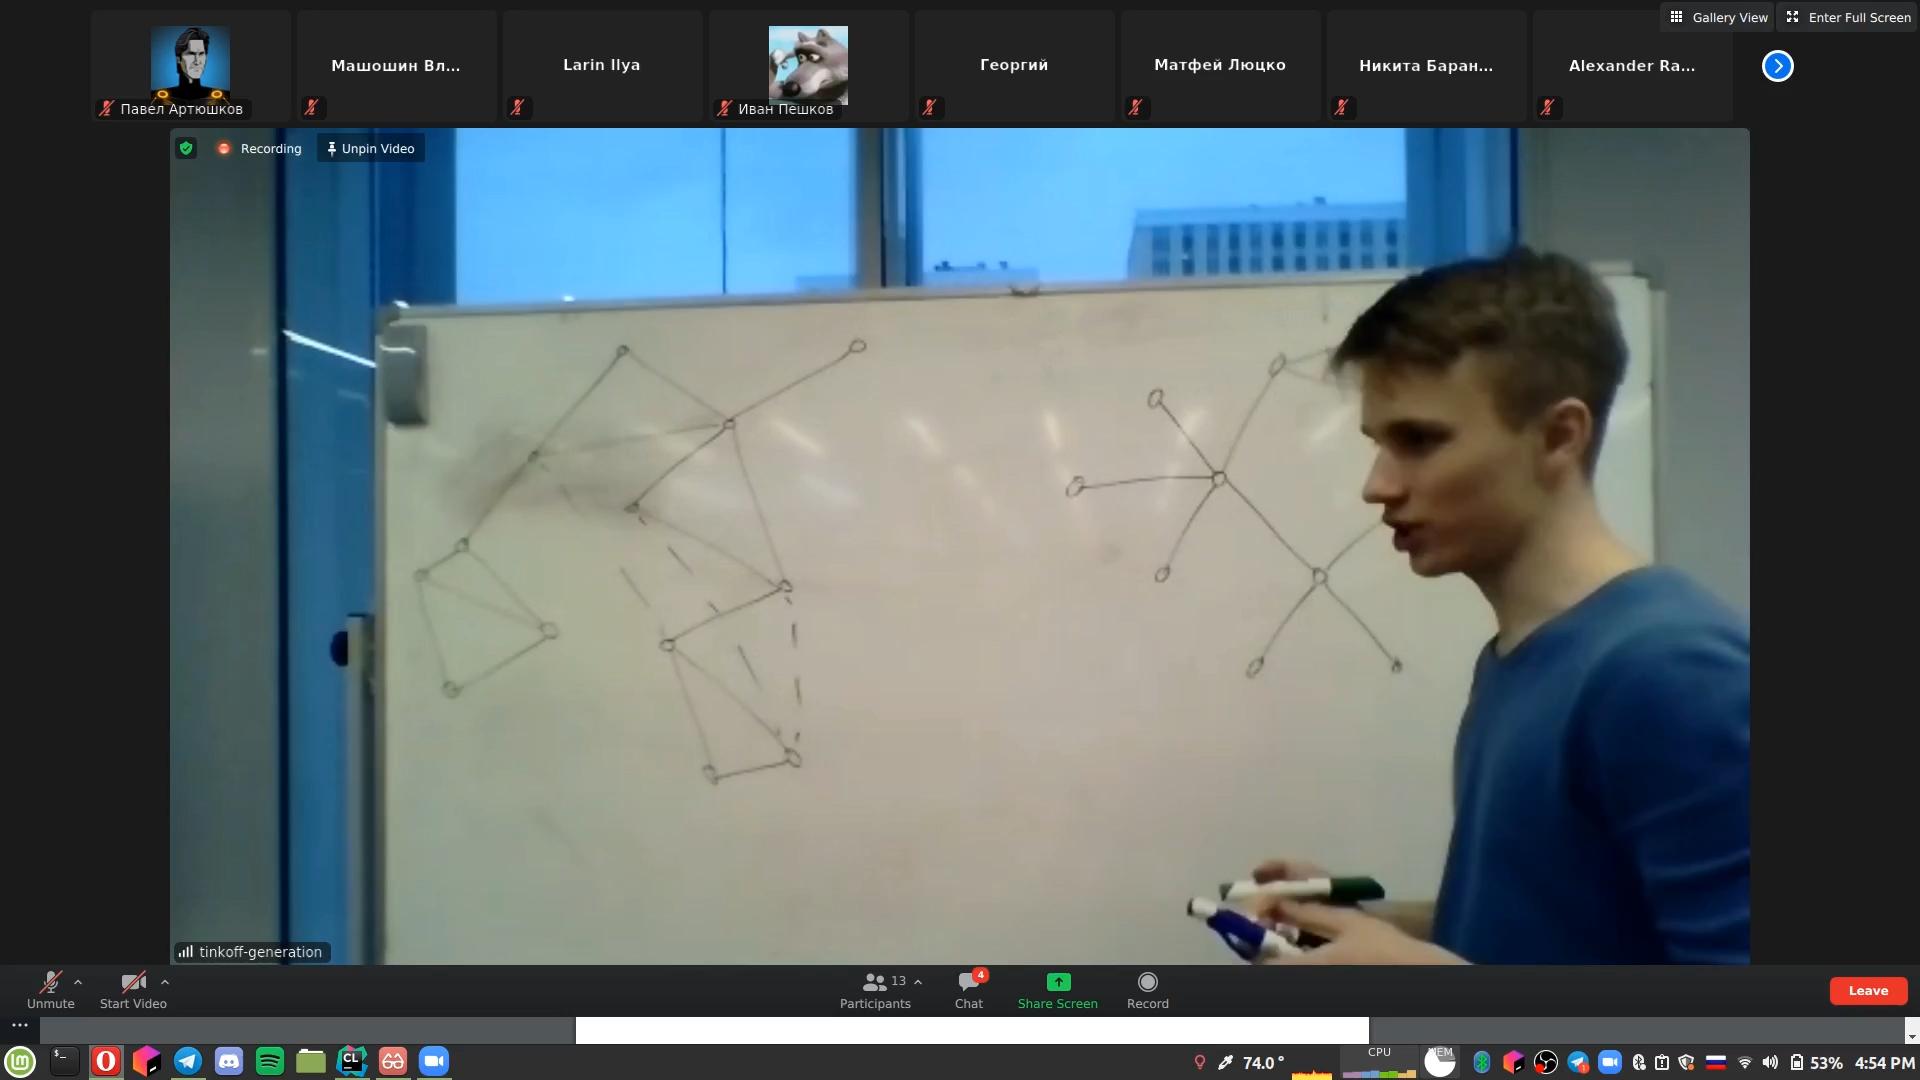 Gallery View
Enter Full Screen
Павел Артюшков
Машошин Вл...
Larin Ilya
Иван Пешков
Георгий
Матфей Люцко
Никита Баран...
Alexander Ra...
Recording
Unpin Video
tinkoff-generation
Unmute
Start Video
13
Participants
4
Chat
Share Screen
Record
Leave
CL
74.0°
CPU
MEM
53%
4:54 PM